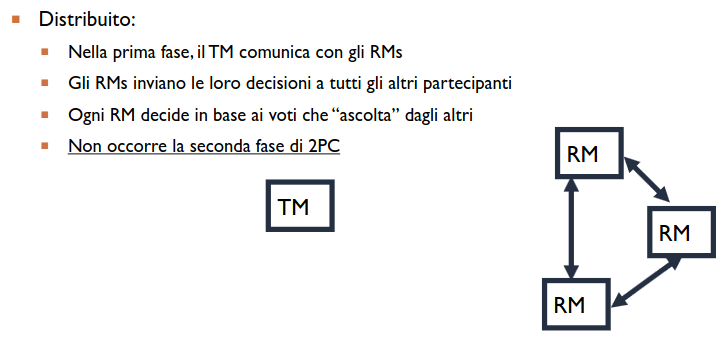 Distribuito:
Nella prima fase, il TM comunica con gli RMs
Gli RMs inviano le loro decisioni a tutti gli altri partecipanti
Ogni RM decide in base ai voti che “ascolta” dagli altri
Non occorre la seconda fase di 2PC
RM
TM
RM
RM